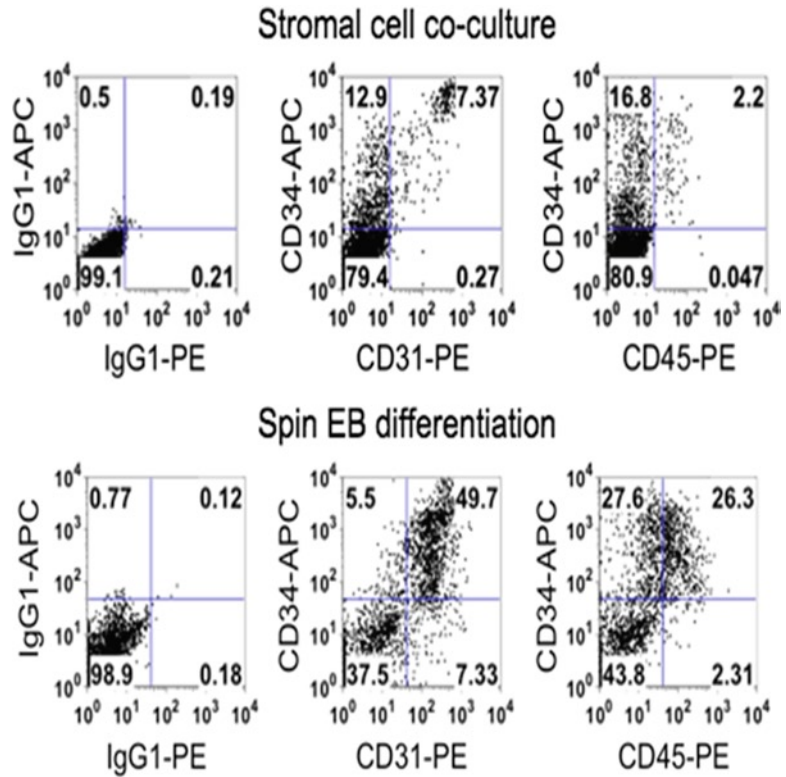 Stromal cell co-culture
IgG1-APC
10^4
10^3
10^2
10^1
10^0
0.5 0.19
99.1 0.21
10^0 10^1 10^2 10^3 10^4
IgG1-PE
CD34-APC
10^4
10^3
10^2
10^1
10^0
12.9 7.37
79.4 0.27
10^0 10^1 10^2 10^3 10^4
CD31-PE
CD34-APC
10^4
10^3
10^2
10^1
10^0
16.8 2.2
80.9 0.047
10^0 10^1 10^2 10^3 10^4
CD45-PE
Spin EB differentiation
IgG1-APC
10^4
10^3
10^2
10^1
10^0
0.77 0.12
98.9 0.18
10^0 10^1 10^2 10^3 10^4
IgG1-PE
CD34-APC
10^4
10^3
10^2
10^1
10^0
5.5 49.7
37.5 7.33
10^0 10^1 10^2 10^3 10^4
CD31-PE
CD34-APC
10^4
10^3
10^2
10^1
10^0
27.6 26.3
43.8 2.31
10^0 10^1 10^2 10^3 10^4
CD45-PE